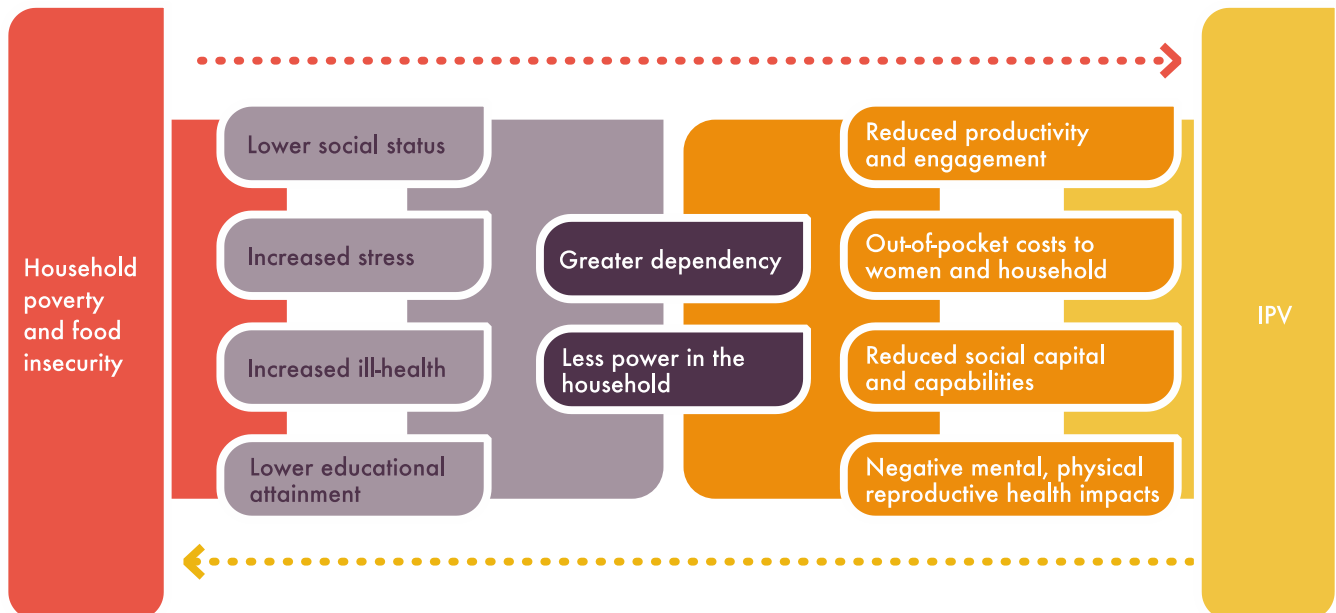 Household
poverty
and food
insecurity
Lower social status
Increased stress
Increased ill-health
Lower educational
attainment
Greater dependency
Less power in the
household
Reduced productivity
and engagement
Out-of-pocket costs to
women and household
Reduced social capital
and capabilities
Negative mental, physical
reproductive health impacts
IPV